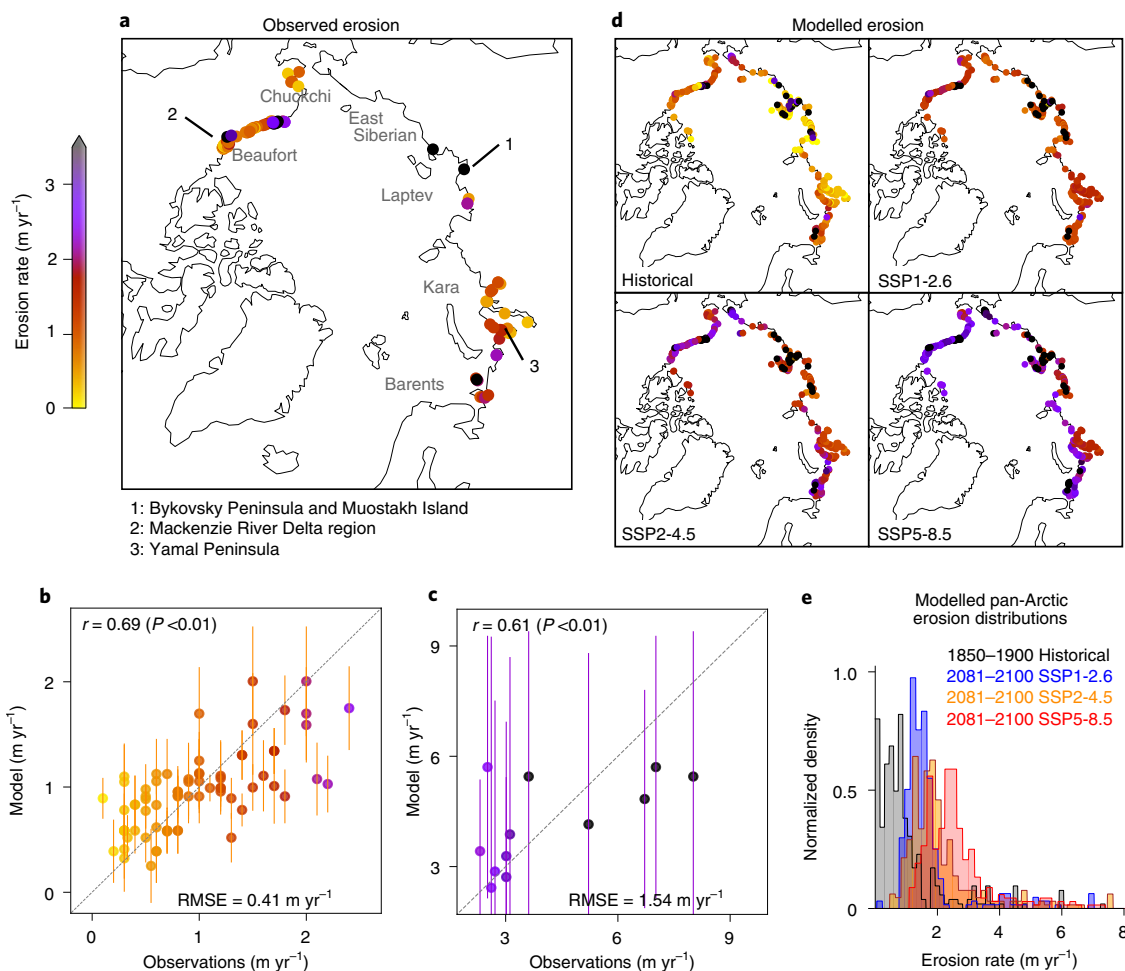 a
Observed erosion
Chuckchi
East
Siberian
2
1
Beaufort
Laptev
Kara
3
Barents
Erosion rate (m yr⁻¹)
3
2
1
0
1: Bykovsky Peninsula and Muostakh Island
2: Mackenzie River Delta region
3: Yamal Peninsula
d
Modelled erosion
Historical
SSP1-2.6
SSP2-4.5
SSP5-8.5
b
r = 0.69 (P <0.01)
RMSE = 0.41 m yr⁻¹
Model (m yr⁻¹)
2
1
0
0
1
2
Observations (m yr⁻¹)
c
r = 0.61 (P <0.01)
RMSE = 1.54 m yr⁻¹
Model (m yr⁻¹)
9
6
3
3
6
9
Observations (m yr⁻¹)
e
Modelled pan-Arctic
erosion distributions
1850–1900 Historical
2081–2100 SSP1-2.6
2081–2100 SSP2-4.5
2081–2100 SSP5-8.5
Normalized density
1.0
0.5
0
2
4
6
8
Erosion rate (m yr⁻¹)